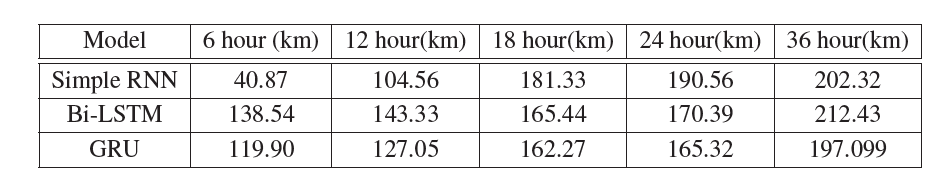 Model 6 hour (km) 12 hour(km) 18 hour(km) 24 hour(km) 36 hour(km)
Simple RNN 40.87 104.56 181.33 190.56 202.32
Bi-LSTM 138.54 143.33 165.44 170.39 212.43
GRU 119.90 127.05 162.27 165.32 197.099